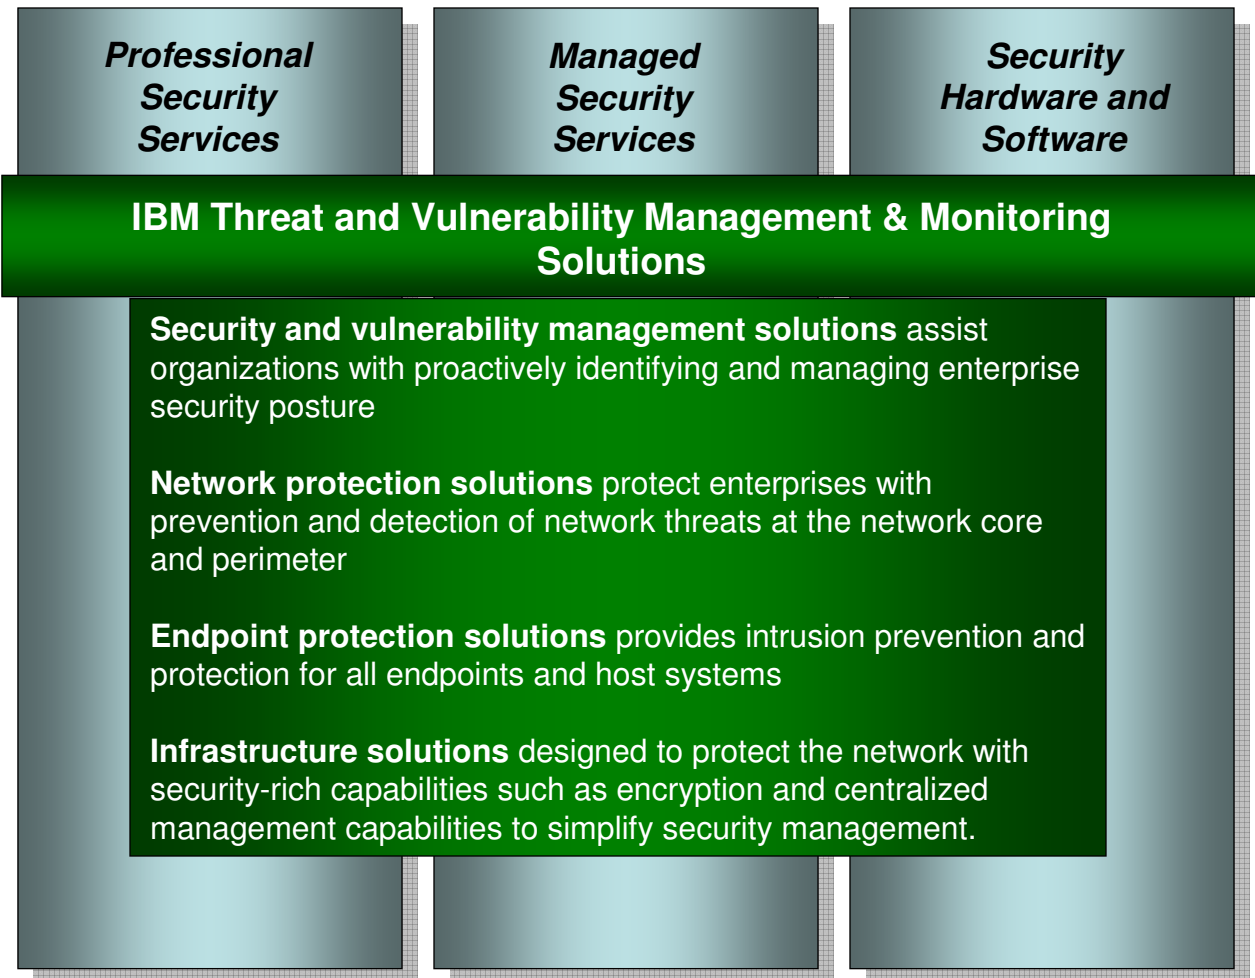 Professional
Security
Services
Managed
Security
Services
Security
Hardware and
Software
IBM Threat and Vulnerability Management & Monitoring
Solutions
Security and vulnerability management solutions assist
organizations with proactively identifying and managing enterprise
security posture
Network protection solutions protect enterprises with
prevention and detection of network threats at the network core
and perimeter
Endpoint protection solutions provides intrusion prevention and
protection for all endpoints and host systems
Infrastructure solutions designed to protect the network with
security-rich capabilities such as encryption and centralized
management capabilities to simplify security management.